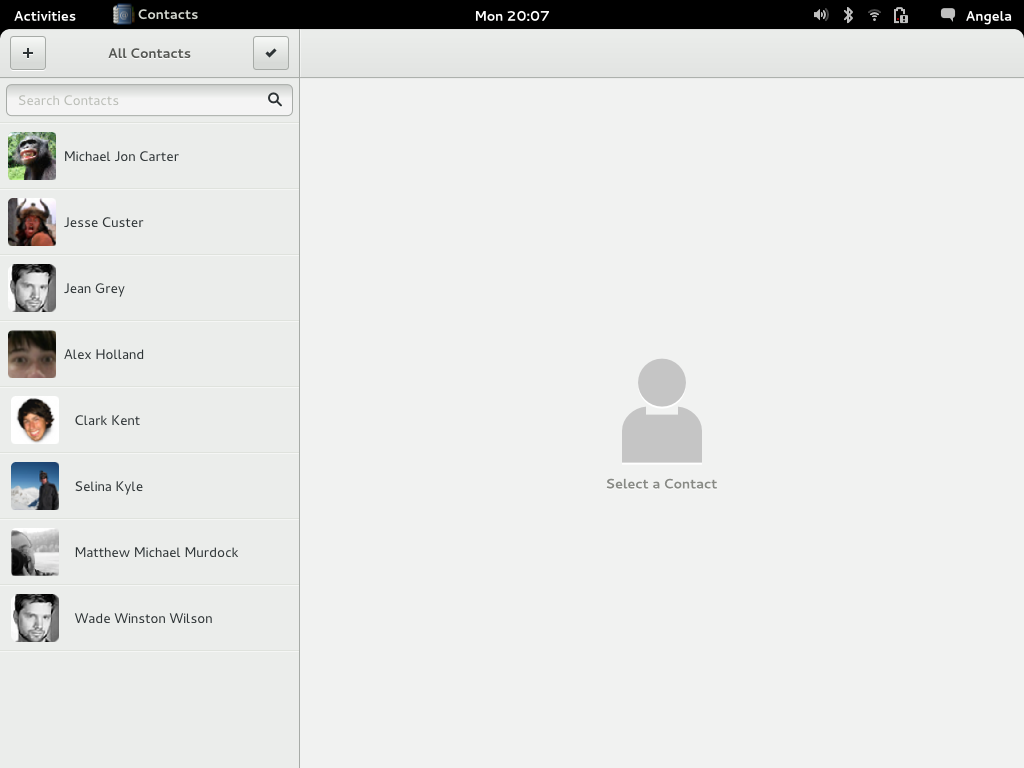 Activities
Contacts
Mon 20:07
Angela
+
All Contacts
Search Contacts
Michael Jon Carter
Jesse Custer
Jean Grey
Alex Holland
Clark Kent
Selina Kyle
Matthew Michael Murdock
Wade Winston Wilson
Select a Contact